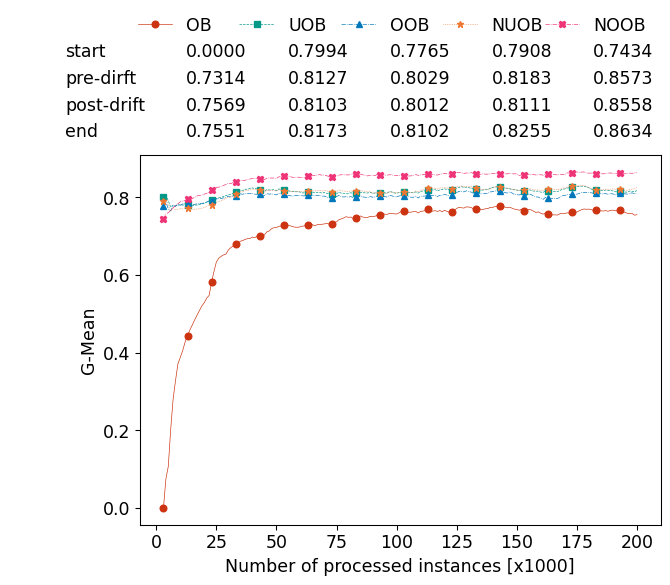 OB UOB OOB NUOB NOOB
start 0.0000 0.7994 0.7765 0.7908 0.7434
pre-dirft 0.7314 0.8127 0.8029 0.8183 0.8573
post-drift 0.7569 0.8103 0.8012 0.8111 0.8558
end 0.7551 0.8173 0.8102 0.8255 0.8634
0.8
0.6
0.4
0.2
0.0
G-Mean
0 25 50 75 100 125 150 175 200
Number of processed instances [x1000]